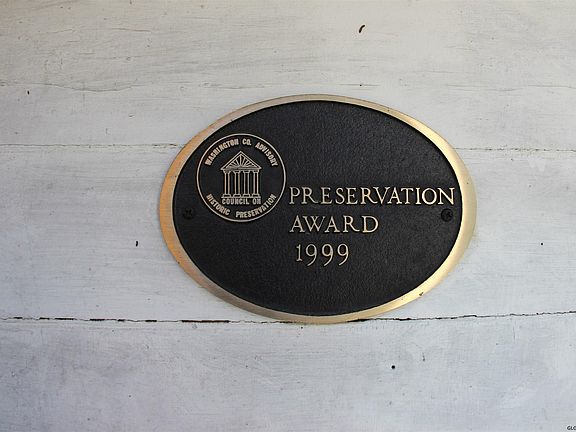 WASHINGTON CO. ADVISORY
COUNCIL ON
HISTORIC PRESERVATION
PRESERVATION
AWARD
1999